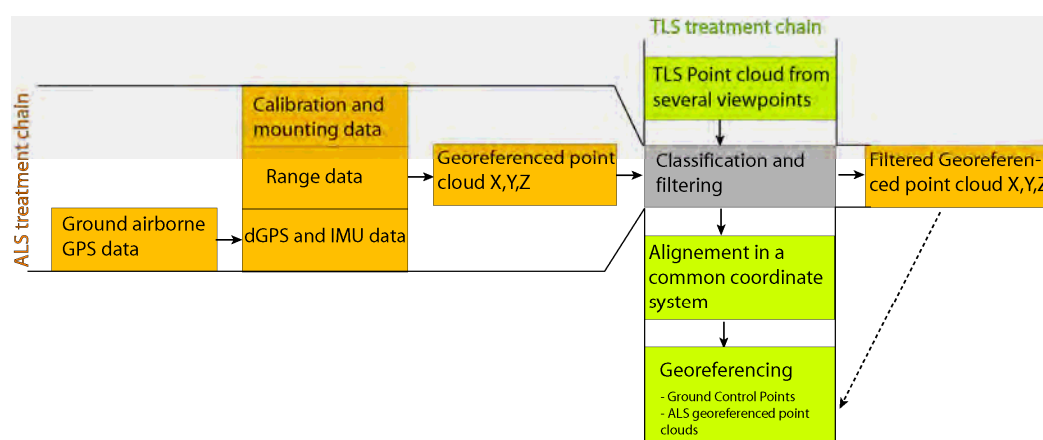 TLS treatment chain
TLS Point cloud from
several viewpoints
ALS treatment chain
Calibration and
mounting data
Range data
dGPS and IMU data
Ground airborne
GPS data
Georeferenced point
cloud X,Y,Z
Classification and
filtering
Filtered Georeferen-
ced point cloud X,Y,Z
Alignement in a
common coordinate
system
Georeferencing
- Ground Control Points
- ALS georeferenced point
clouds